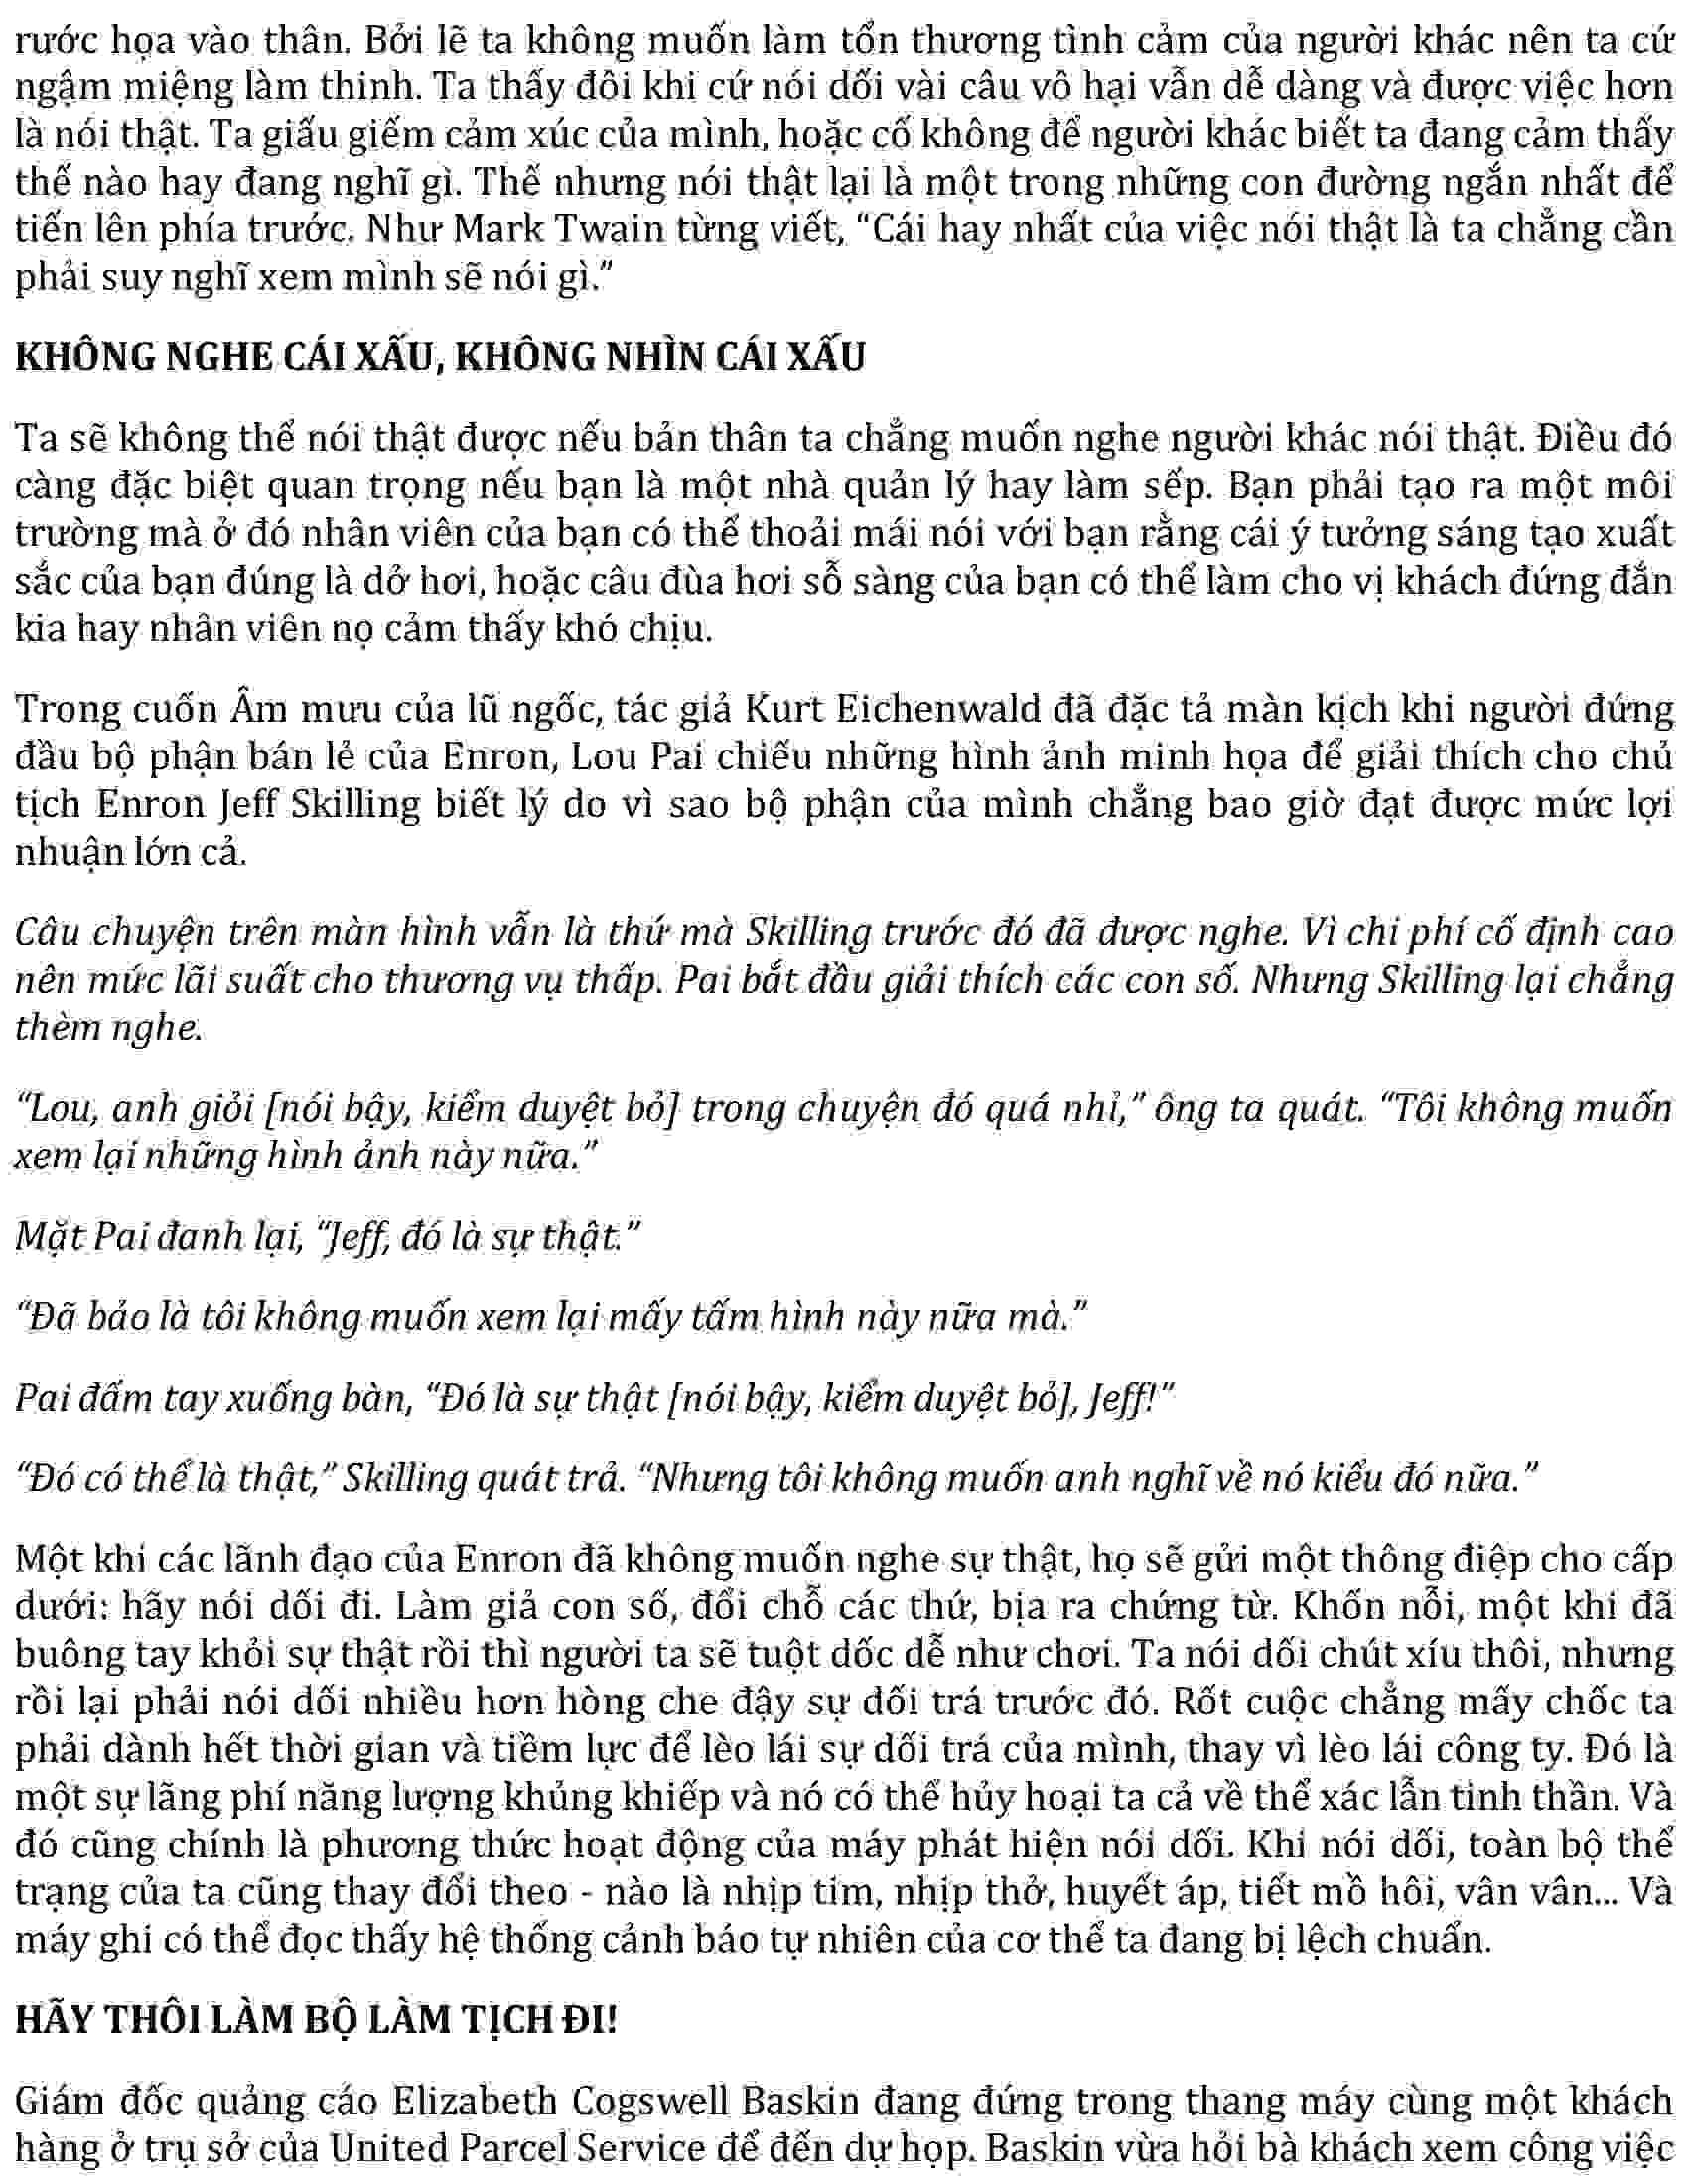 rước họa vào thân. Bởi lẽ ta không muốn làm tổn thương tình cảm của người khác nên ta cứ
ngậm miệng làm thinh. Ta thấy đôi khi cứ nói dối vài câu vô hại vẫn dễ dàng và được việc hơn
là nói thật. Ta giấu giếm cảm xúc của mình, hoặc cố không để người khác biết ta đang cảm thấy
thế nào hay đang nghĩ gì. Thế nhưng nói thật lại là một trong những con đường ngắn nhất để
tiến lên phía trước. Như Mark Twain từng viết, “Cái hay nhất của việc nói thật là ta chẳng cần
phải suy nghĩ xem mình sẽ nói gì.”
KHÔNG NGHE CÁI XẤU, KHÔNG NHÌN CÁI XẤU
Ta sẽ không thể nói thật được nếu bản thân ta chẳng muốn nghe người khác nói thật. Điều đó
càng đặc biệt quan trọng nếu bạn là một nhà quản lý hay làm sếp. Bạn phải tạo ra một môi
trường mà ở đó nhân viên của bạn có thể thoải mái nói với bạn rằng cái ý tưởng sáng tạo xuất
sắc của bạn đúng là dở hơi, hoặc câu đùa hơi sỗ sàng của bạn có thể làm cho vị khách đứng đắn
kia hay nhân viên nọ cảm thấy khó chịu.
Trong cuốn Âm mưu của lũ ngốc, tác giả Kurt Eichenwald đã đặc tả màn kịch khi người đứng
đầu bộ phận bán lẻ của Enron, Lou Pai chiếu những hình ảnh minh họa để giải thích cho chủ
tịch Enron Jeff Skilling biết lý do vì sao bộ phận của mình chẳng bao giờ đạt được mức lợi
nhuận lớn cả.
Câu chuyện trên màn hình vẫn là thứ mà Skilling trước đó đã được nghe. Vì chi phí cố định cao
nên mức lãi suất cho thương vụ thấp. Pai bắt đầu giải thích các con số. Nhưng Skilling lại chẳng
thèm nghe.
“Lou, anh giỏi [nói bậy, kiểm duyệt bỏ] trong chuyện đó quá nhỉ,” ông ta quát. “Tôi không muốn
xem lại những hình ảnh này nữa.”
Mặt Pai đanh lại, “Jeff, đó là sự thật.”
“Đã bảo là tôi không muốn xem lại mấy tấm hình này nữa mà.”
Pai đấm tay xuống bàn, “Đó là sự thật [nói bậy, kiểm duyệt bỏ], Jeff!”
“Đó có thể là thật,” Skilling quát trả. “Nhưng tôi không muốn anh nghĩ về nó kiểu đó nữa.”
Một khi các lãnh đạo của Enron đã không muốn nghe sự thật, họ sẽ gửi một thông điệp cho cấp
dưới: hãy nói dối đi. Làm giả con số, đổi chỗ các thứ, bịa ra chứng từ. Khốn nỗi, một khi đã
buông tay khỏi sự thật rồi thì người ta sẽ tuột dốc dễ như chơi. Ta nói dối chút xíu thôi, nhưng
rồi lại phải nói dối nhiều hơn hòng che đậy sự dối trá trước đó. Rốt cuộc chẳng mấy chốc ta
phải dành hết thời gian và tiềm lực để lèo lái sự dối trá của mình, thay vì lèo lái công ty. Đó là
một sự lãng phí năng lượng khủng khiếp và nó có thể hủy hoại ta cả về thể xác lẫn tinh thần. Và
đó cũng chính là phương thức hoạt động của máy phát hiện nói dối. Khi nói dối, toàn bộ thể
trạng của ta cũng thay đổi theo - nào là nhịp tim, nhịp thở, huyết áp, tiết mồ hôi, vân vân... Và
máy ghi có thể đọc thấy hệ thống cảnh báo tự nhiên của cơ thể ta đang bị lệch chuẩn.
HÃY THÔI LÀM BỘ LÀM TỊCH ĐI!
Giám đốc quảng cáo Elizabeth Cogswell Baskin đang đứng trong thang máy cùng một khách
hàng ở trụ sở của United Parcel Service để đến dự họp. Baskin vừa hỏi bà khách xem công việc